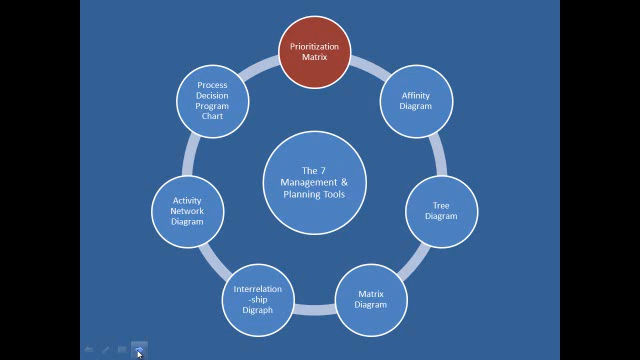 Prioritization
Matrix
Affinity
Diagram
Tree
Diagram
Matrix
Diagram
Interrelation
-ship
Digraph
Activity
Network
Diagram
Process
Decision
Program
Chart
The 7
Management &
Planning Tools